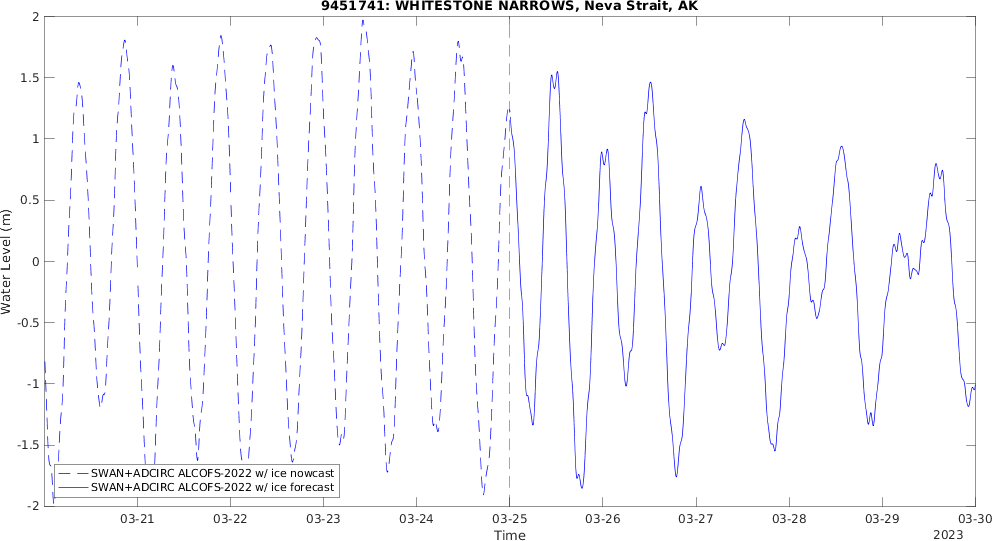 9451741: WHITESTONE NARROWS, Neva Strait, AK
Water Level (m)
2
1.5
1
0.5
0
-0.5
-1
-1.5
-2
SWAN+ADCIRC ALCOFS-2022 w/ ice nowcast
SWAN+ADCIRC ALCOFS-2022 w/ ice forecast
03-21 03-22 03-23 03-24 03-25 03-26 03-27 03-28 03-29 03-30
Time
2023